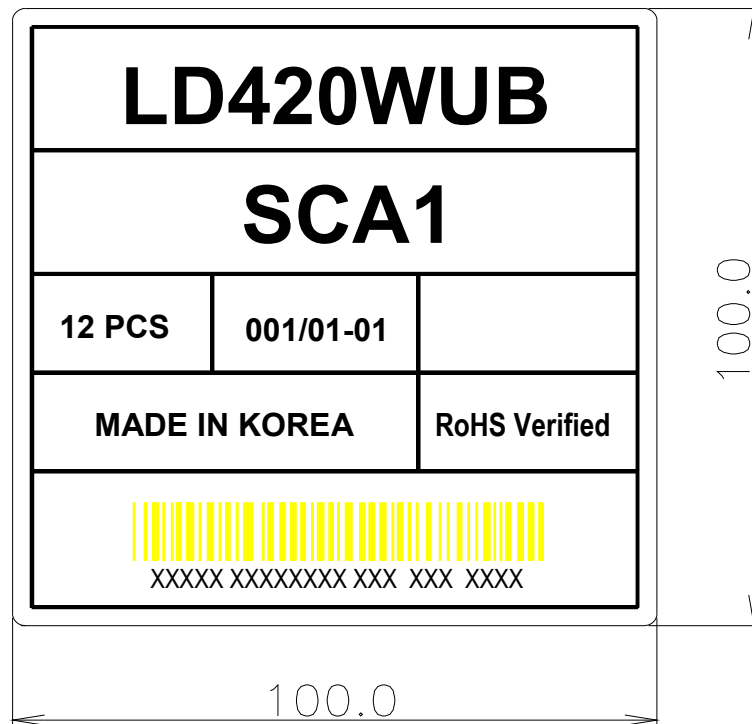 LD420WUB
SCA1
12 PCS 001/01-01
MADE IN KOREA RoHS Verified
XXXXX XXXXXXXX XXX XXX XXXX
100.0
100.0